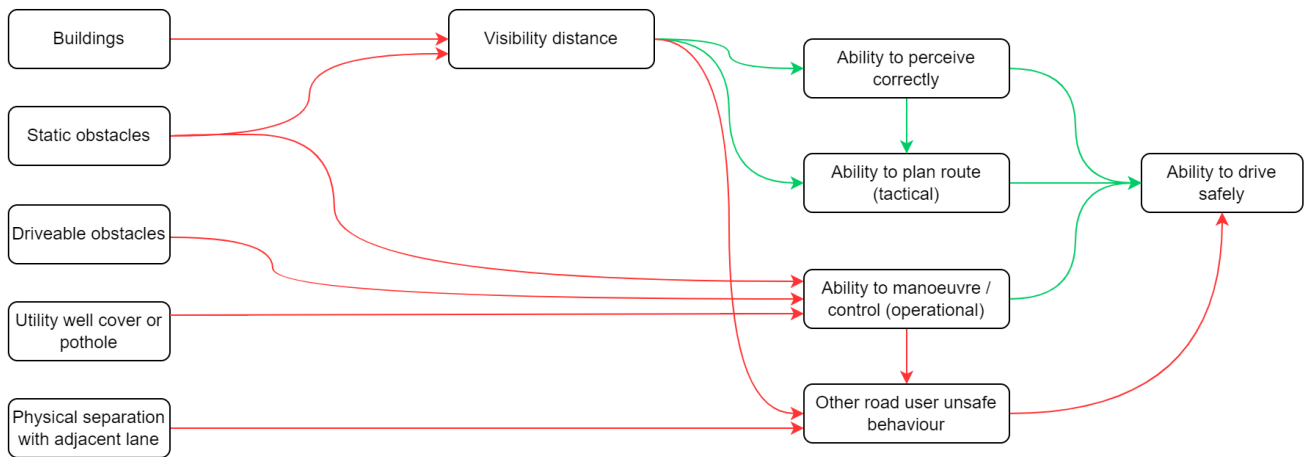 Buildings
Visibility distance
Ability to perceive
correctly
Static obstacles
Ability to plan route
(tactical)
Ability to drive
safely
Driveable obstacles
Ability to manoeuvre /
control (operational)
Utility well cover or
pothole
Other road user unsafe
behaviour
Physical separation
with adjacent lane